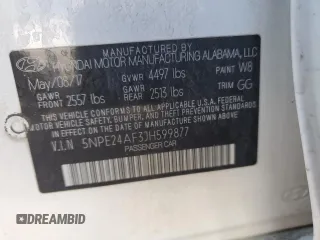 MANUFACTURED BY
HYUNDAI MOTOR MANUFACTURING ALABAMA, LLC
May/05/17 GVWR 4497 lbs PAINT W8
GAWR FRONT 2557 lbs GAWR REAR 2513 lbs TRIM GG
THIS VEHICLE CONFORMS TO ALL APPLICABLE U.S. FEDERAL
MOTOR VEHICLE SAFETY, BUMPER, AND THEFT PREVENTION STANDARDS
IN EFFECT ON THE DATE OF MANUFACTURE SHOWN ABOVE.
V.I.N 5NPE24AF3JH599877
PASSENGER CAR
DREAMBID